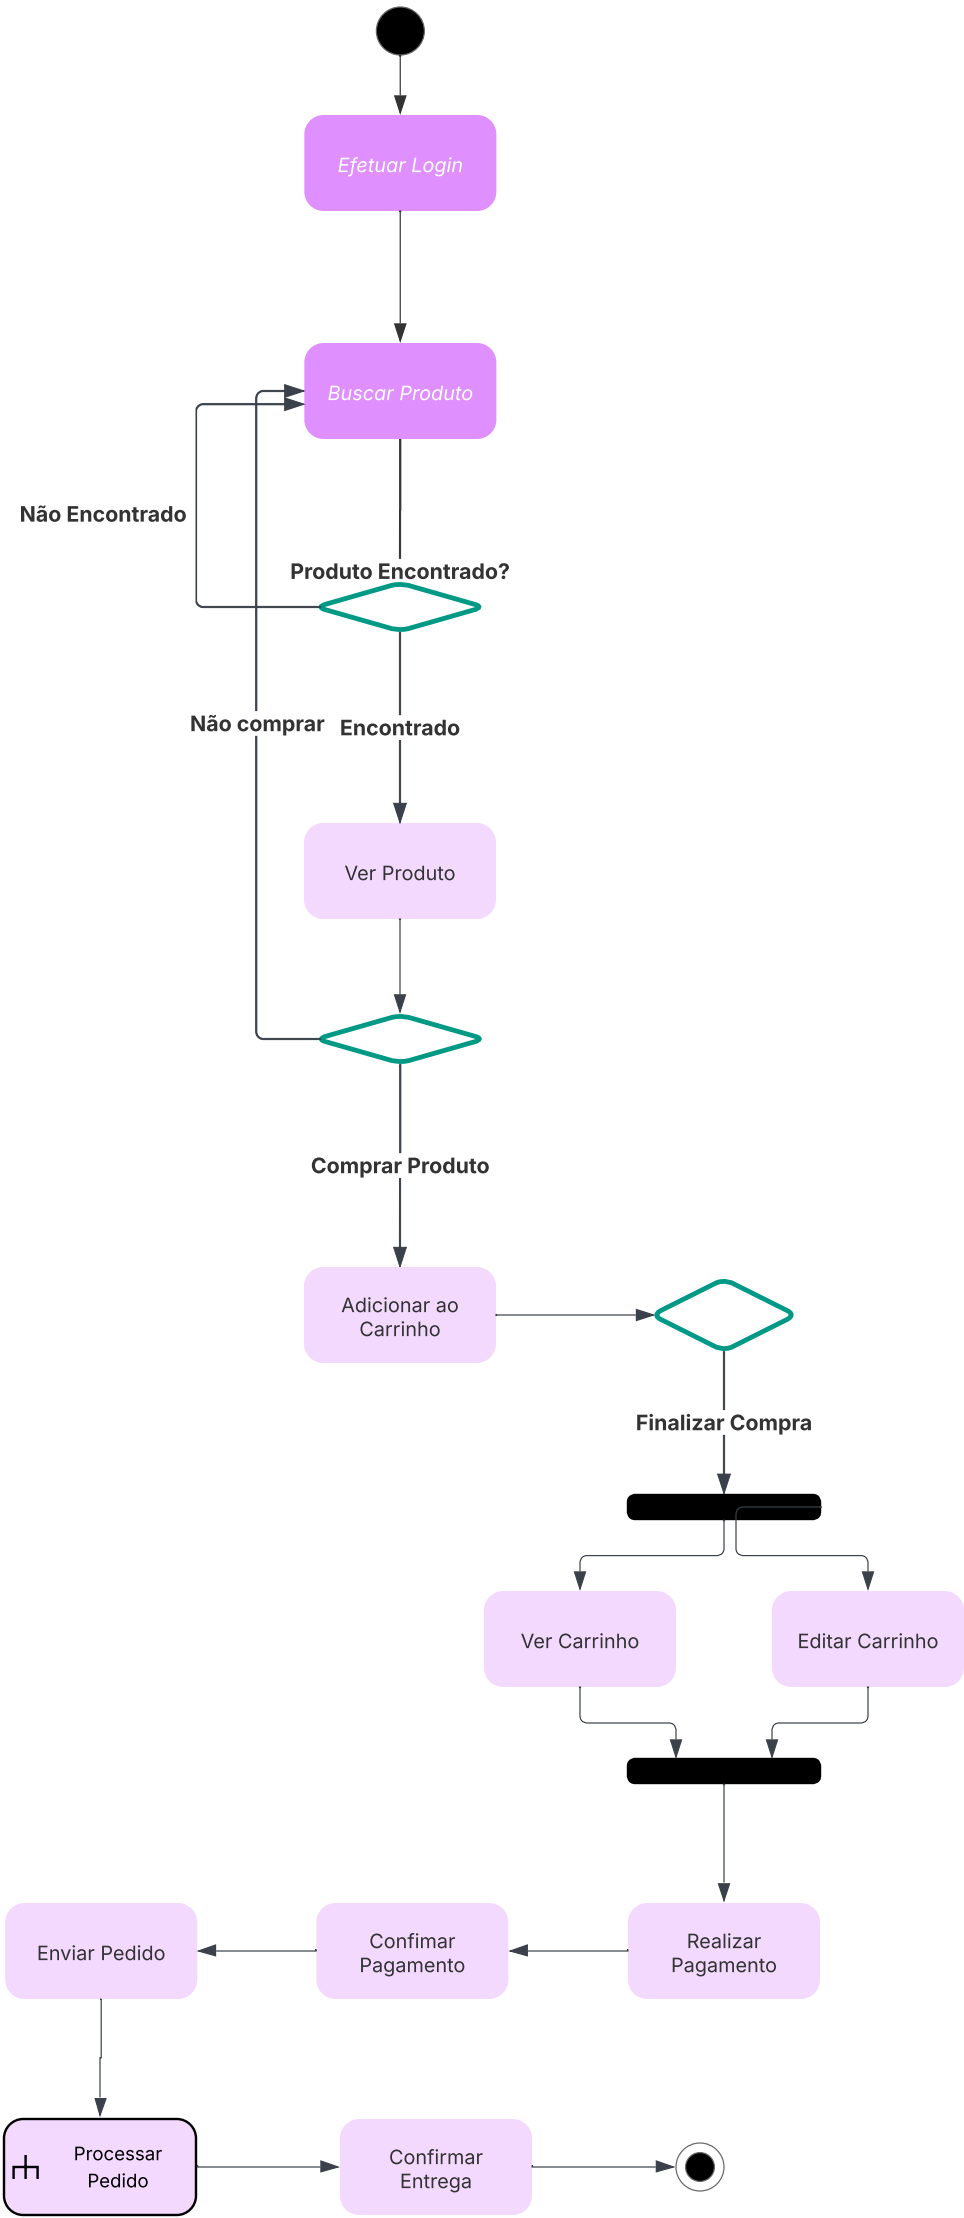 Efetuar Login
Buscar Produto
Não Encontrado
Produto Encontrado?
Não comprar
Encontrado
Ver Produto
Comprar Produto
Adicionar ao
Carrinho
Finalizar Compra
Ver Carrinho
Editar Carrinho
Enviar Pedido
Confimar
Pagamento
Realizar
Pagamento
Processar
Pedido
Confirmar
Entrega